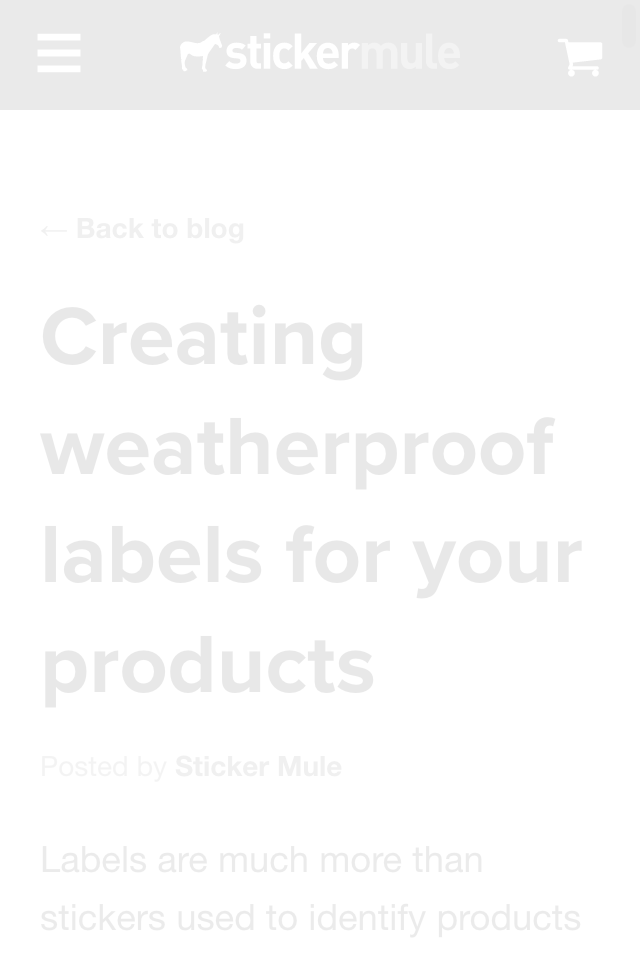 stickermule
← Back to blog
Creating
weatherproof
labels for your
products
Posted by Sticker Mule
Labels are much more than
stickers used to identify products